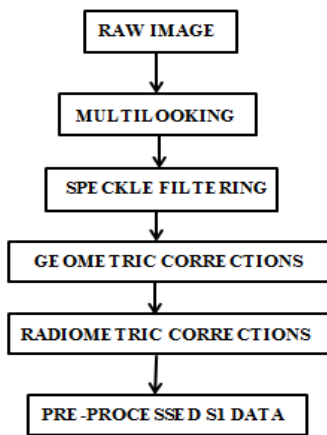 RAW IMAGE
MULTILOOKING
SPECKLE FILTERING
GEOMETRIC CORRECTIONS
RADIOMETRIC CORRECTIONS
PRE-PROCESSED S1 DATA